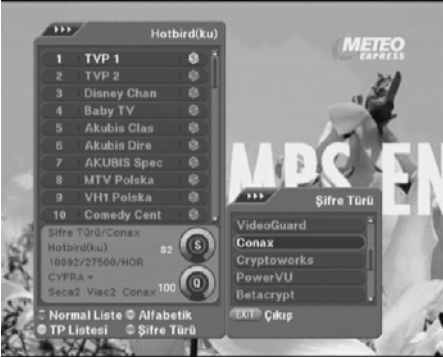 Hotbird(ku)
1 TVP 1
2 TVP 2
3 Disney Chan
4 Baby TV
5 Akubis Clas
6 Akubis Dire
7 AKUBIS Spec
8 MTV Polska
9 VH1 Polska
10 Comedy Cent
Şifre Türü/Conax
Hotbird(ku)
10892/27500/HOR
CYFRA +
Seca2 Viac2 Conax
82 S
100 Q
Normal Liste Alfabetik
TP Listesi Şifre Türü
METEO
EXPRESS
MPS EN
Şifre Türü
VideoGuard
Conax
Cryptoworks
PowerVU
Betacrypt
EXIT Çıkış